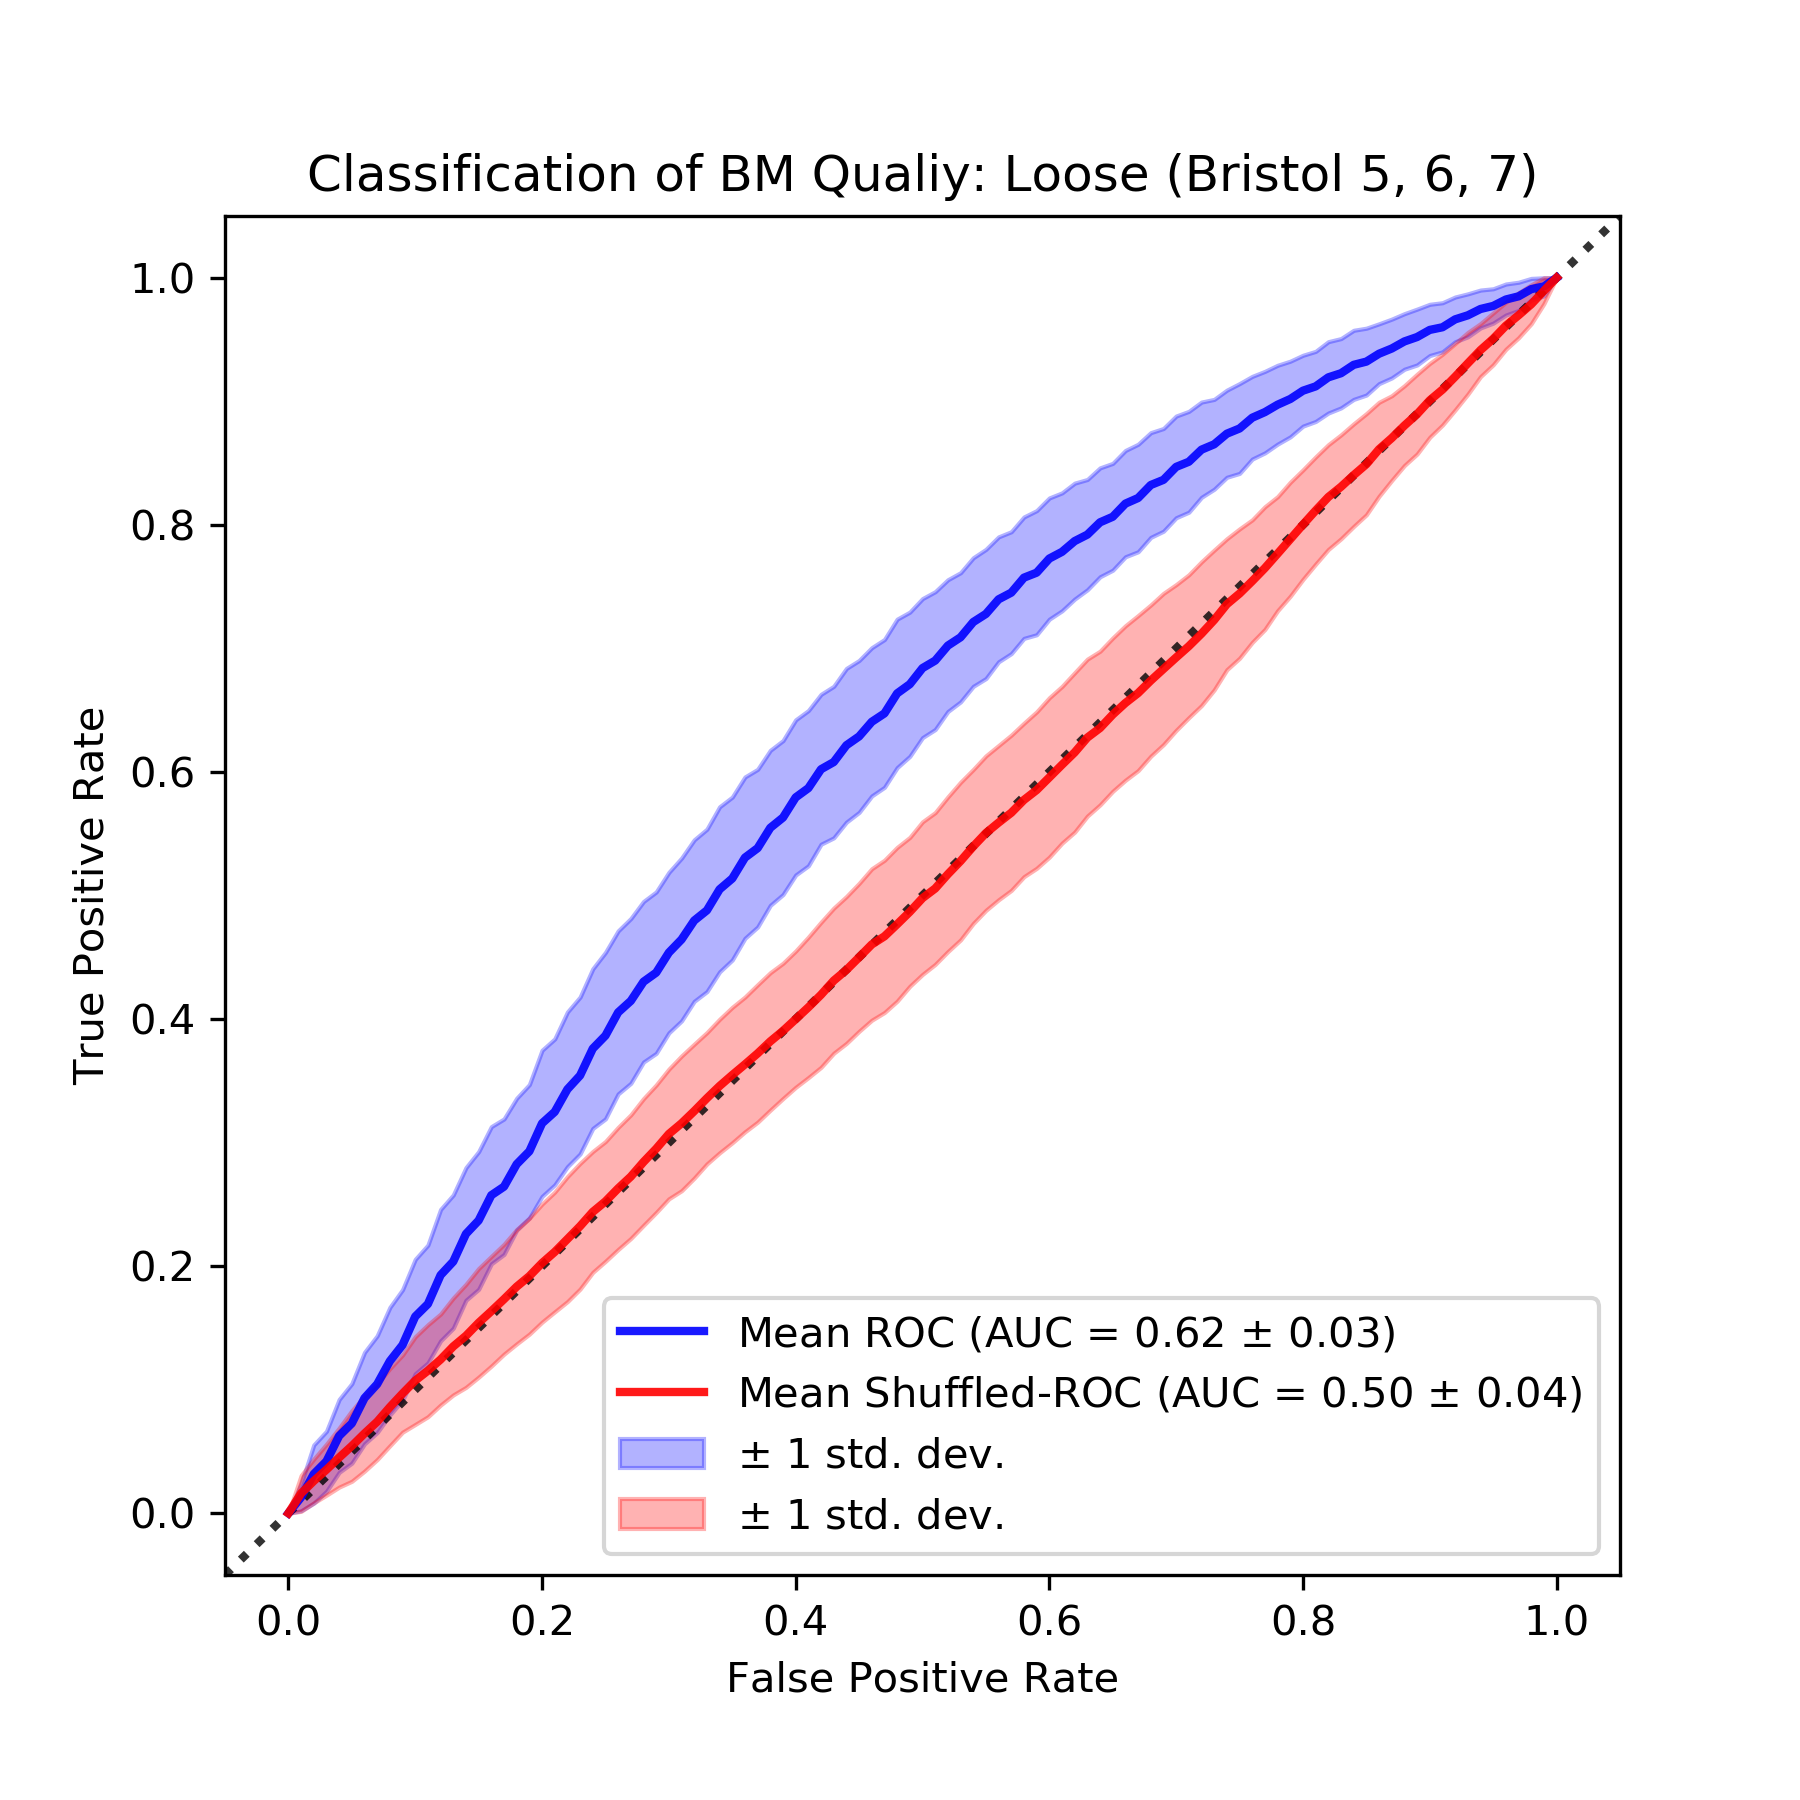 Classification of BM Qualiy: Loose (Bristol 5, 6, 7)
1.0
0.8
0.6
0.4
0.2
0.0
True Positive Rate
Mean ROC (AUC = 0.62 ± 0.03)
Mean Shuffled-ROC (AUC = 0.50 ± 0.04)
± 1 std. dev.
± 1 std. dev.
0.0 0.2 0.4 0.6 0.8 1.0
False Positive Rate